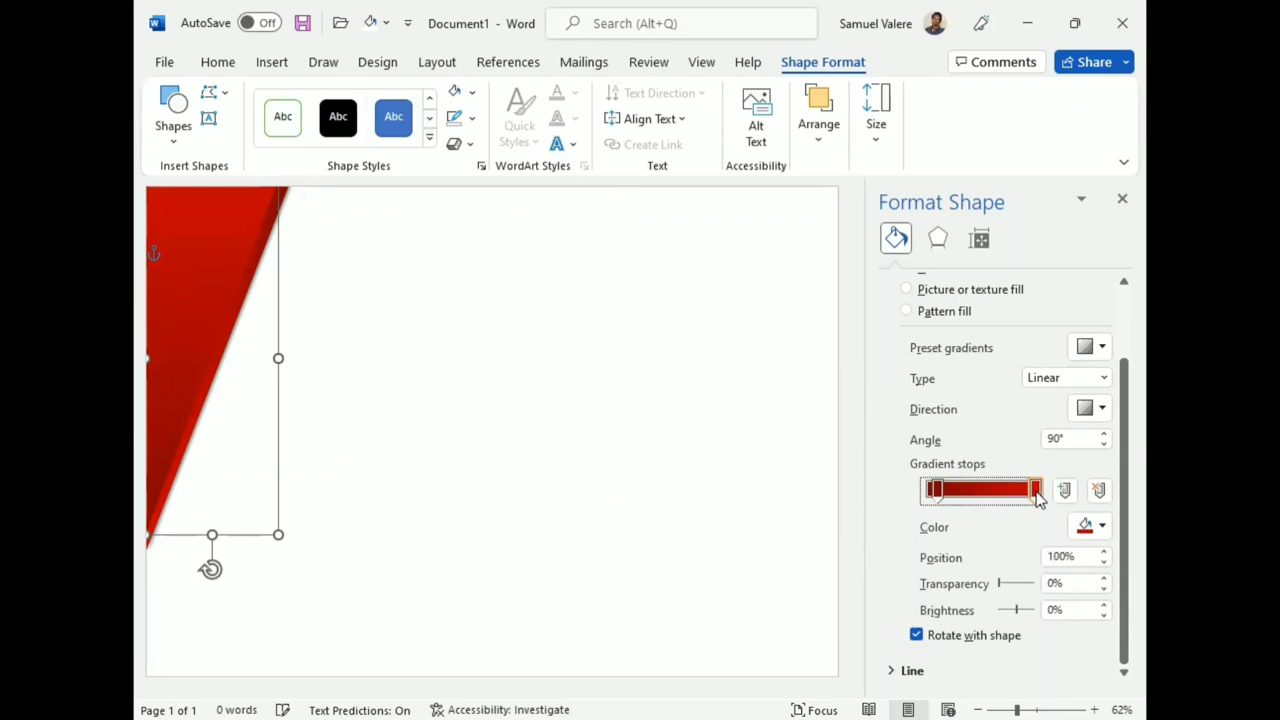 AutoSave Off Document1 - Word Search (Alt+Q) Samuel Valere
File Home Insert Draw Design Layout References Mailings Review View Help Shape Format Comments Share
Shapes
Insert Shapes
Abc Abc Abc
Shape Styles
Quick
Styles
WordArt Styles
Text Direction
Align Text
Create Link
Text
Alt
Text
Accessibility
Arrange
Size
Format Shape
Picture or texture fill
Pattern fill
Preset gradients
Type Linear
Direction
Angle 90°
Gradient stops
Color
Position 100%
Transparency 0%
Brightness 0%
Rotate with shape
Line
Page 1 of 1 0 words Text Predictions: On Accessibility: Investigate Focus 62%